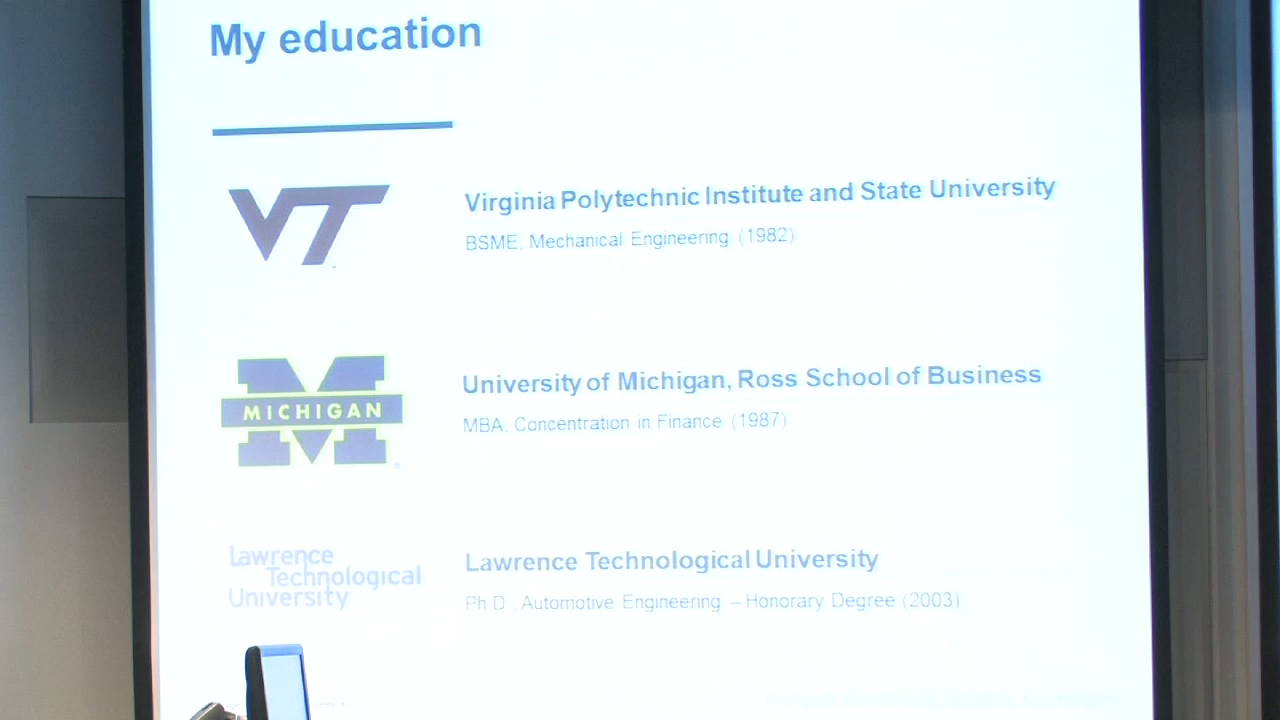 My education
VT
Virginia Polytechnic Institute and State University
BSME, Mechanical Engineering (1982)
MICHIGAN
University of Michigan, Ross School of Business
MBA, Concentration in Finance (1987)
Lawrence
Technological
University
Lawrence Technological University
Ph.D., Automotive Engineering – Honorary Degree (2003)